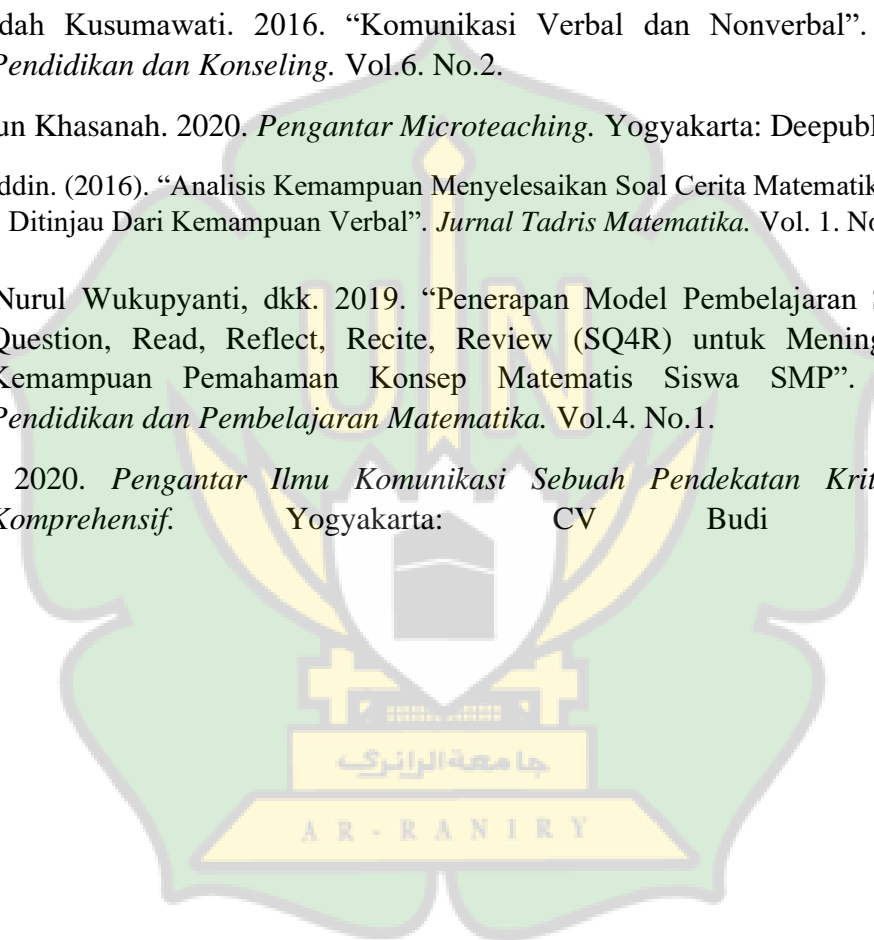 dah Kusumawati. 2016. “Komunikasi Verbal dan Nonverbal”.
Pendidikan dan Konseling. Vol.6. No.2.
un Khasanah. 2020. Pengantar Microteaching. Yogyakarta: Deepubl
ddin. (2016). “Analisis Kemampuan Menyelesaikan Soal Cerita Matematik
Ditinjau Dari Kemampuan Verbal”. Jurnal Tadris Matematika. Vol. 1. No
Nurul Wukupyanti, dkk. 2019. “Penerapan Model Pembelajaran S
Question, Read, Reflect, Recite, Review (SQ4R) untuk Mening
Kemampuan Pemahaman Konsep Matematis Siswa SMP”.
Pendidikan dan Pembelajaran Matematika. Vol.4. No.1.
2020. Pengantar Ilmu Komunikasi Sebuah Pendekatan Krit
Komprehensif. Yogyakarta: CV Budi
UIN
جامعة الرانري
AR-RANIRY